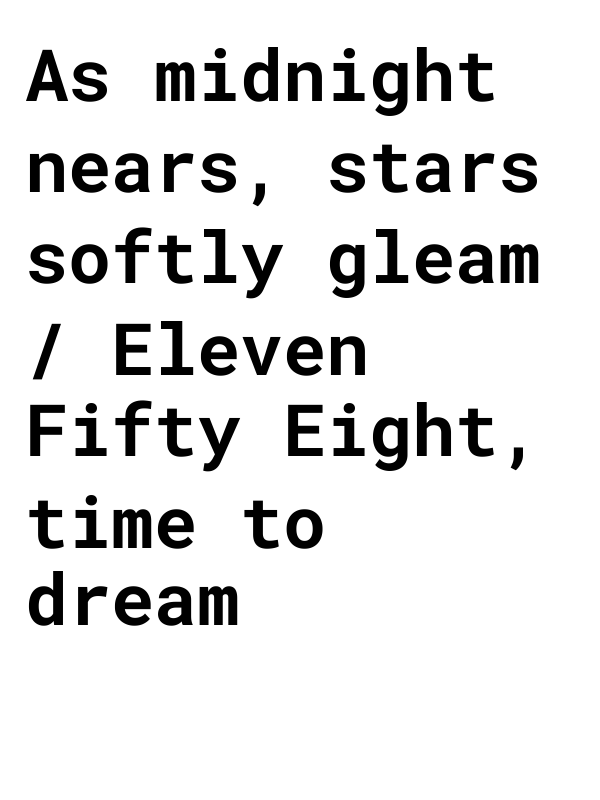 As midnight
nears, stars
softly gleam
/ Eleven
Fifty Eight,
time to
dream